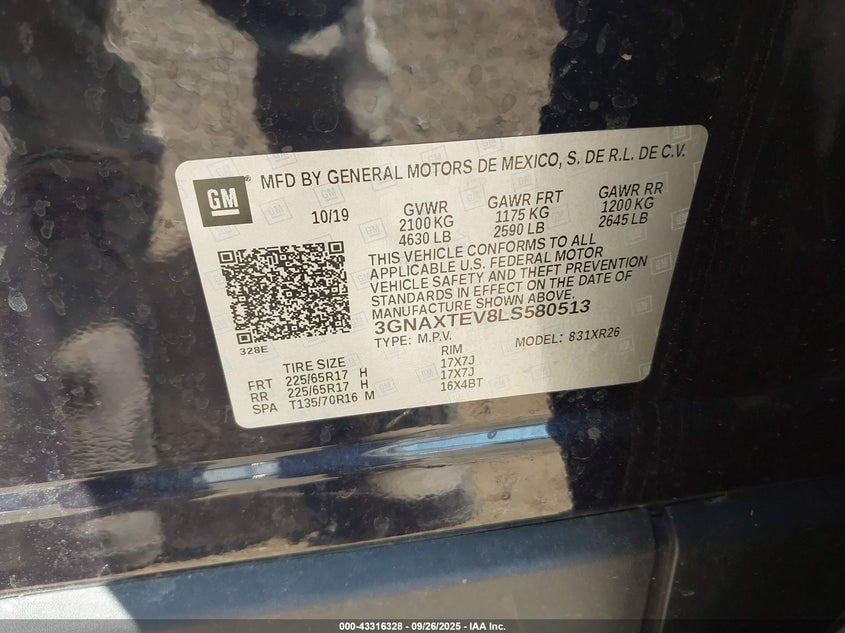 GM ® MFD BY GENERAL MOTORS DE MEXICO, S. DE R.L. DE C.V.
10/19 GVWR GAWR FRT GAWR RR
2100 KG 1175 KG 1200 KG
4630 LB 2590 LB 2645 LB
THIS VEHICLE CONFORMS TO ALL
APPLICABLE U.S. FEDERAL MOTOR
VEHICLE SAFETY AND THEFT PREVENTION
STANDARDS IN EFFECT ON THE DATE OF
MANUFACTURE SHOWN ABOVE.
3GNAXTEV8LS580513
328E TYPE: M.P.V. MODEL: 831XR26
TIRE SIZE RIM
FRT 225/65R17 H 17X7J
RR 225/65R17 H 17X7J
SPA T135/70R16 M 16X4BT
000-43316328 - 09/26/2025 - IAA Inc.